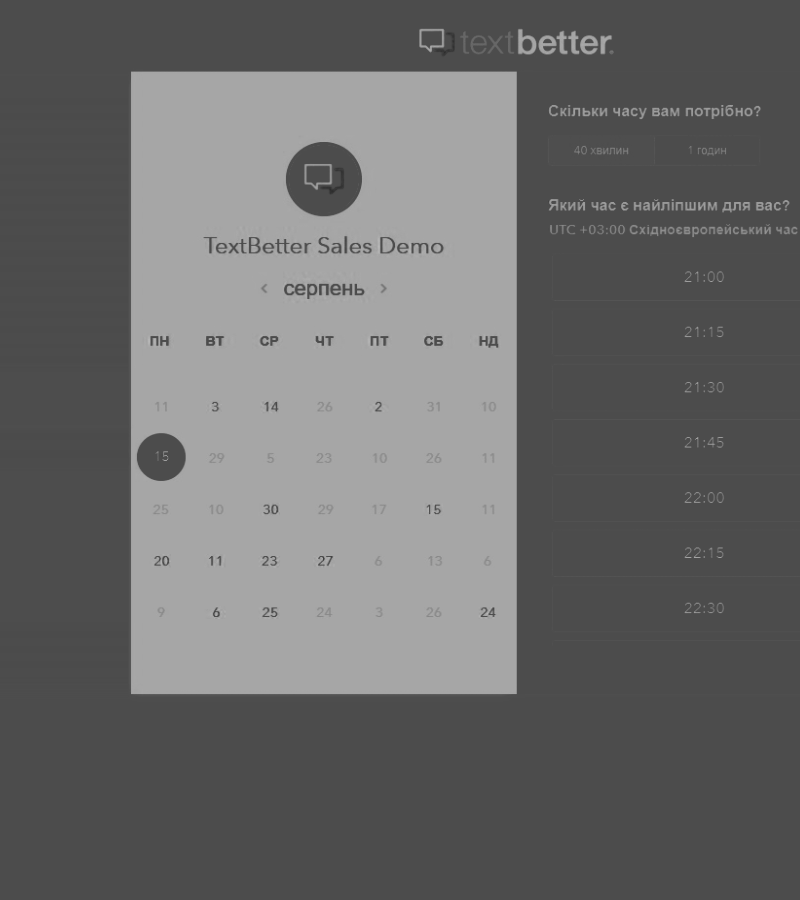 textbetter.
TextBetter Sales Demo
серпень
ПН ВТ СР ЧТ ПТ СБ НД
11 3 14 26 2 31 10
15 29 5 23 10 26 11
25 10 30 29 17 15 11
20 11 23 27 6 13 6
9 6 25 24 3 26 24
Скільки часу вам потрібно?
40 хвилин 1 годин
Який час є найліпшим для вас?
UTC +03:00 Східноєвропейський час
21:00
21:15
21:30
21:45
22:00
22:15
22:30